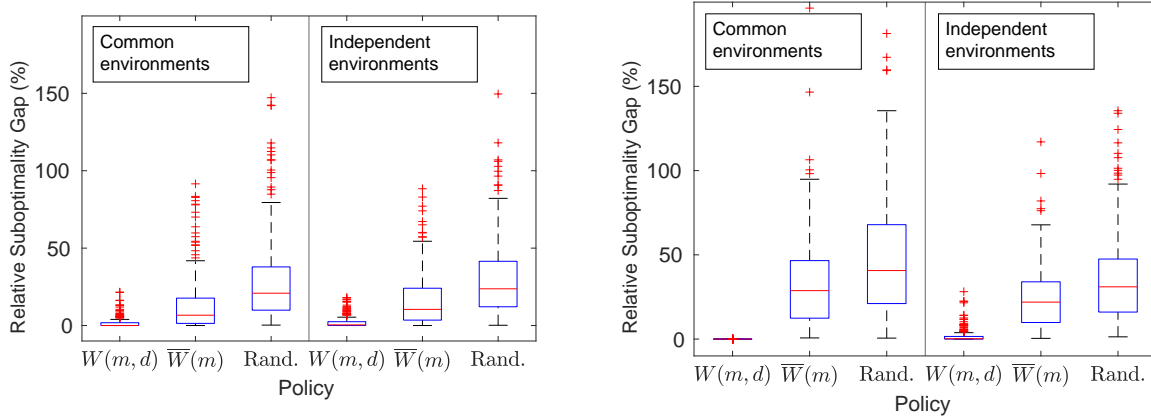 Relative Suboptimality Gap (%)
150
100
50
0
Common
environments
Independent
environments
W(m, d) W̅(m) Rand. W(m, d) W̅(m) Rand.
Policy
Relative Suboptimality Gap (%)
150
100
50
0
Common
environments
Independent
environments
W(m, d) W̅(m) Rand. W(m, d) W̅(m) Rand.
Policy